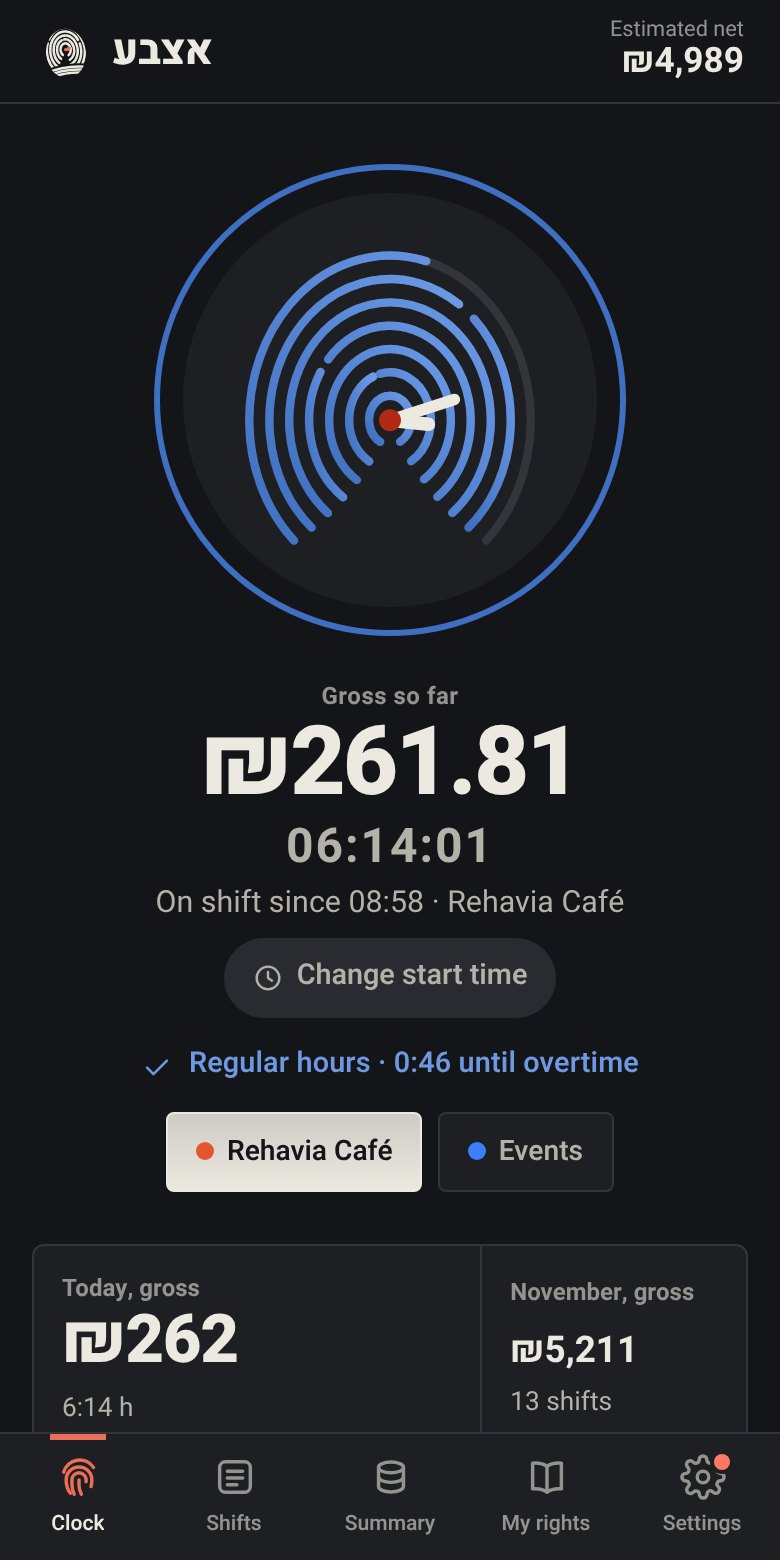 אצבע
Estimated net
₪4,989
Gross so far
₪261.81
06:14:01
On shift since 08:58 · Rehavia Café
Change start time
Regular hours · 0:46 until overtime
Rehavia Café
Events
Today, gross
₪262
6:14 h
November, gross
₪5,211
13 shifts
Clock
Shifts
Summary
My rights
Settings